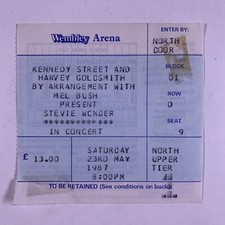 Wembley Arena
ENTER BY:
NORTH
DOOR
KENNEDY STREET AND
HARVEY GOLDSMITH
BY ARRANGEMENT WITH
MEL BUSH
PRESENT
STEVIE WONDER
****************
IN CONCERT
BLOCK
01
ROW
D
SEAT
9
£ 13.00
SATURDAY
23RD MAY
1987
8:00PM
NORTH
UPPER
TIER
TO BE RETAINED (See conditions on back)